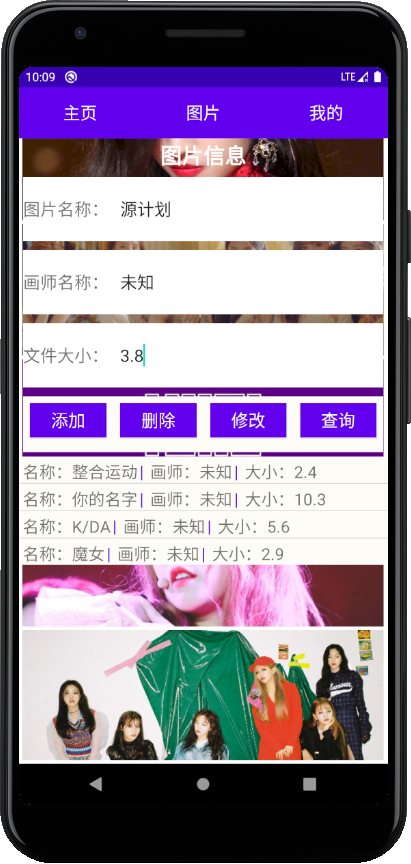 10:09 LTE
主页 图片 我的
图片信息
图片名称： 源计划
画师名称： 未知
文件大小： 3.8
添加 删除 修改 查询
名称：整合运动| 画师：未知| 大小：2.4
名称：你的名字| 画师：未知| 大小：10.3
名称：K/DA| 画师：未知| 大小：5.6
名称：魔女| 画师：未知| 大小：2.9